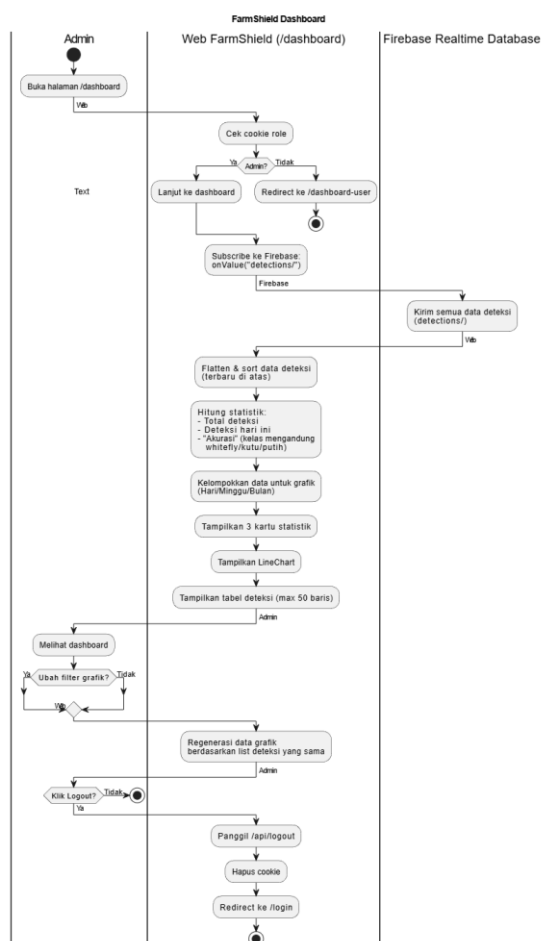 FarmShield Dashboard
Admin
Web FarmShield (/dashboard)
Firebase Realtime Database
Buka halaman /dashboard
Web
Cek cookie role
Ya
Admin?
Tidak
Text
Lanjut ke dashboard
Redirect ke /dashboard-user
Subscribe ke Firebase:
onValue("detections/")
Firebase
Kirim semua data deteksi
(detections/)
Web
Flatten & sort data deteksi
(terbaru di atas)
Hitung statistik:
- Total deteksi
- Deteksi hari ini
- "Akurasi" (kelas mengandung
whitefly/kutu/putih)
Kelompokkan data untuk grafik
(Hari/Minggu/Bulan)
Tampilkan 3 kartu statistik
Tampilkan LineChart
Tampilkan tabel deteksi (max 50 baris)
Admin
Melihat dashboard
Ya
Ubah filter grafik?
Tidak
Web
Regenerasi data grafik
berdasarkan list deteksi yang sama
Admin
Klik Logout?
Tidak
Ya
Panggil /api/logout
Hapus cookie
Redirect ke /login